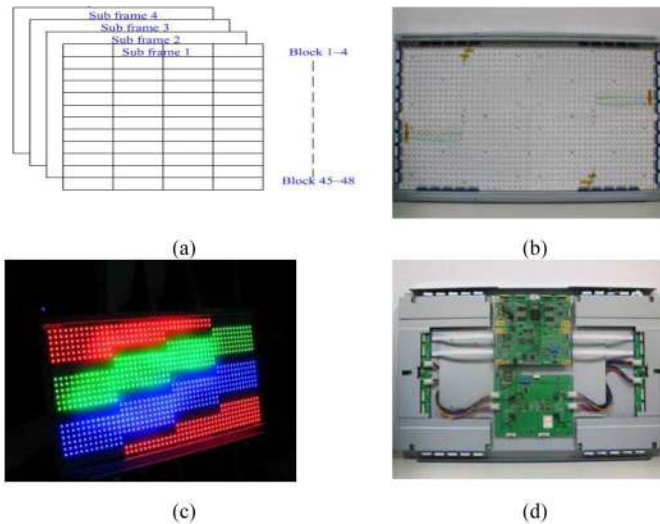 Sub frame 4
Sub frame 3
Sub frame 2
Sub frame 1
Block 1~4
Block 45~48
(a)
(b)
(c)
(d)